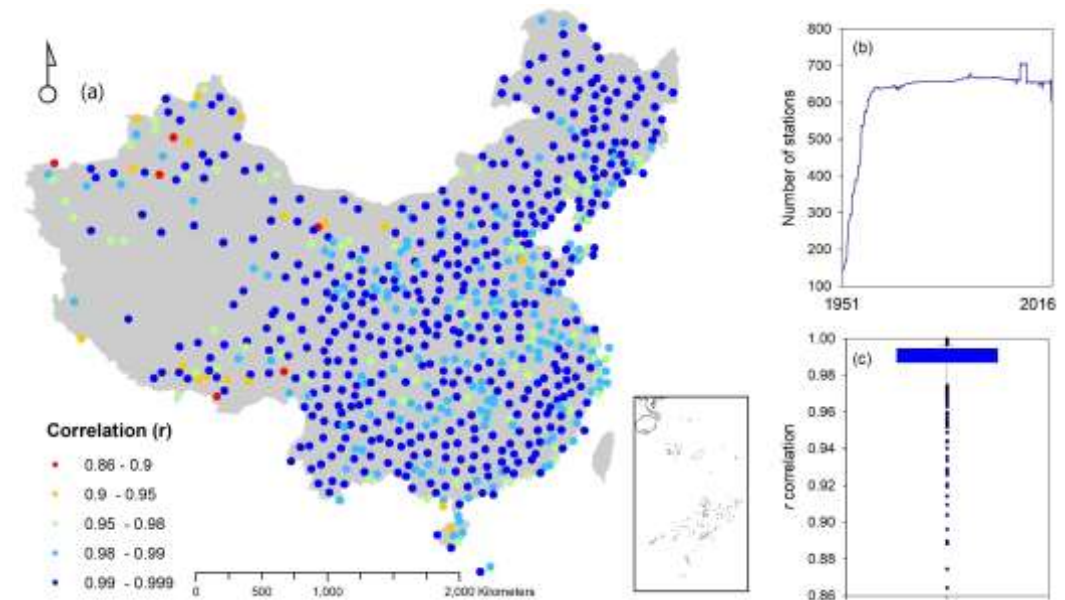 (a)
Correlation (r)
0.86 - 0.9
0.9 - 0.95
0.95 - 0.98
0.98 - 0.99
0.99 - 0.999
0 500 1,000 2,000 Kilometers
(b)
Number of stations
800
700
600
500
400
300
200
100
1951 2016
(c)
r correlation
1.00
0.98
0.96
0.94
0.92
0.90
0.88
0.86